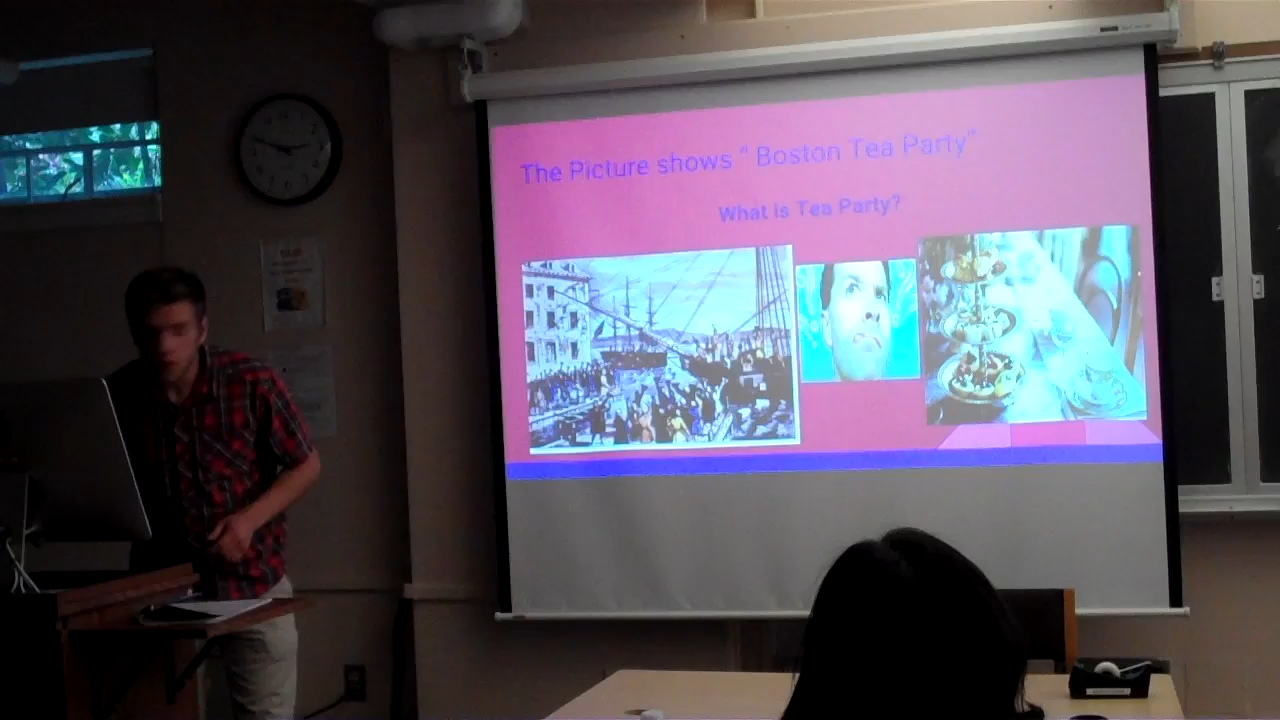 The Picture shows “ Boston Tea Party”
What is Tea Party?